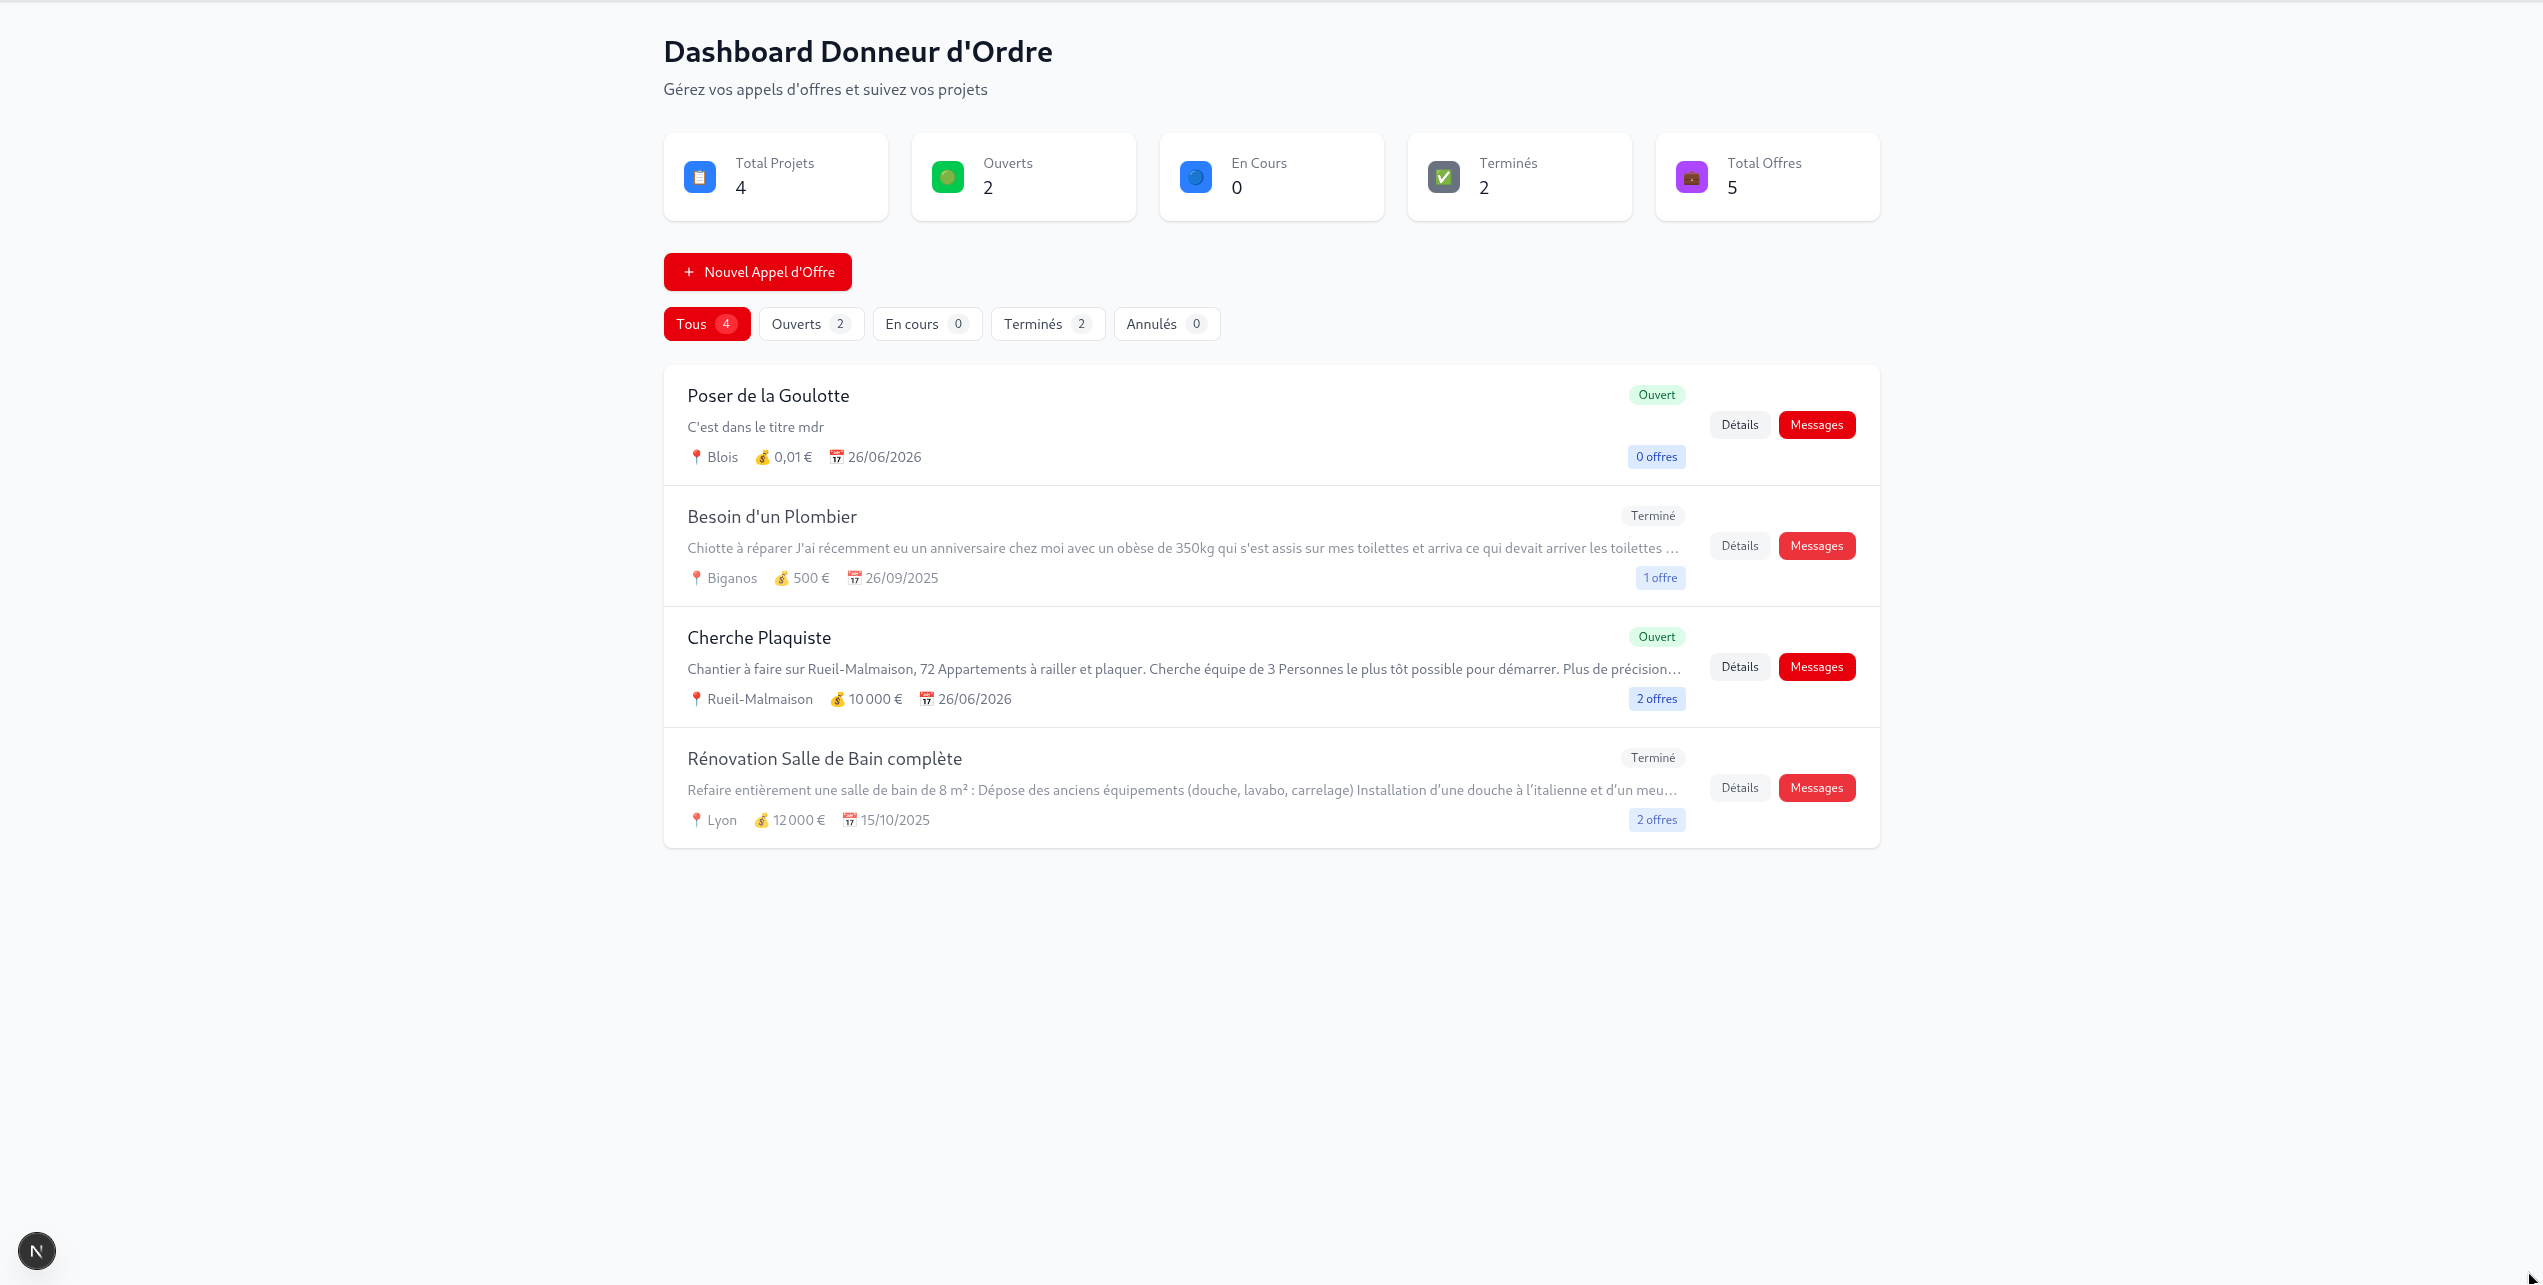 Dashboard Donneur d'Ordre
Gérez vos appels d'offres et suivez vos projets
Total Projets
4
Ouverts
2
En Cours
0
Terminés
2
Total Offres
5
+ Nouvel Appel d'Offre
Tous 4
Ouverts 2
En cours 0
Terminés 2
Annulés 0
Poser de la Goulotte
Ouvert
C'est dans le titre mdr
Détails
Messages
Blois 0,01 € 26/06/2026
0 offres
Besoin d'un Plombier
Terminé
Chiotte à réparer J'ai récemment eu un anniversaire chez moi avec un obèse de 350kg qui s'est assis sur mes toilettes et arriva ce qui devait arriver les toilettes …
Détails
Messages
Biganos 500 € 26/09/2025
1 offre
Cherche Plaquiste
Ouvert
Chantier à faire sur Rueil-Malmaison, 72 Appartements à railler et plaquer. Cherche équipe de 3 Personnes le plus tôt possible pour démarrer. Plus de précision…
Détails
Messages
Rueil-Malmaison 10 000 € 26/06/2026
2 offres
Rénovation Salle de Bain complète
Terminé
Refaire entièrement une salle de bain de 8 m² : Dépose des anciens équipements (douche, lavabo, carrelage) Installation d’une douche à l’italienne et d’un meu…
Détails
Messages
Lyon 12 000 € 15/10/2025
2 offres
N